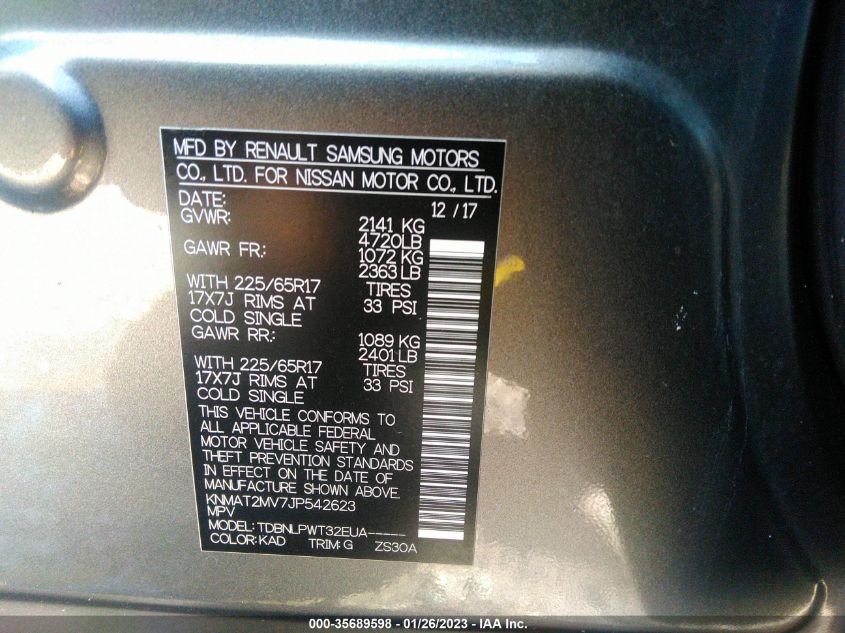 MFD BY RENAULT SAMSUNG MOTORS
CO., LTD. FOR NISSAN MOTOR CO., LTD.
DATE: 12 / 17
GVWR: 2141 KG
4720LB
GAWR FR: 1072 KG
2363 LB
WITH 225/65R17 TIRES
17X7J RIMS AT 33 PSI
COLD SINGLE
GAWR RR: 1089 KG
2401 LB
WITH 225/65R17 TIRES
17X7J RIMS AT 33 PSI
COLD SINGLE
THIS VEHICLE CONFORMS TO
ALL APPLICABLE FEDERAL
MOTOR VEHICLE SAFETY AND
THEFT PREVENTION STANDARDS
IN EFFECT ON THE DATE OF
MANUFACTURE SHOWN ABOVE.
KNMAT2MV7JP542623
MPV
MODEL: TDBNLPWT32EUA-----
COLOR: KAD TRIM: G ZS30A
000-35689598 - 01/26/2023 - IAA Inc.